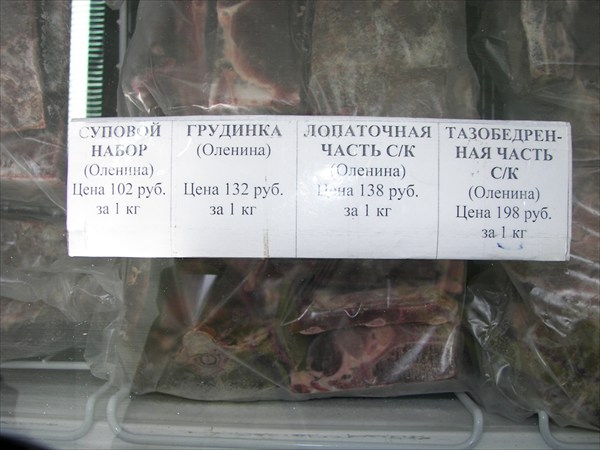 СУПОВОЙ
НАБОР
(Оленина)
Цена 102 руб.
за 1 кг
ГРУДИНКА
(Оленина)
Цена 132 руб.
за 1 кг
ЛОПАТОЧНАЯ
ЧАСТЬ С/К
(Оленина)
Цена 138 руб.
за 1 кг
ТАЗОБЕДРЕН-
НАЯ ЧАСТЬ
С/К
(Оленина)
Цена 198 руб.
за 1 кг